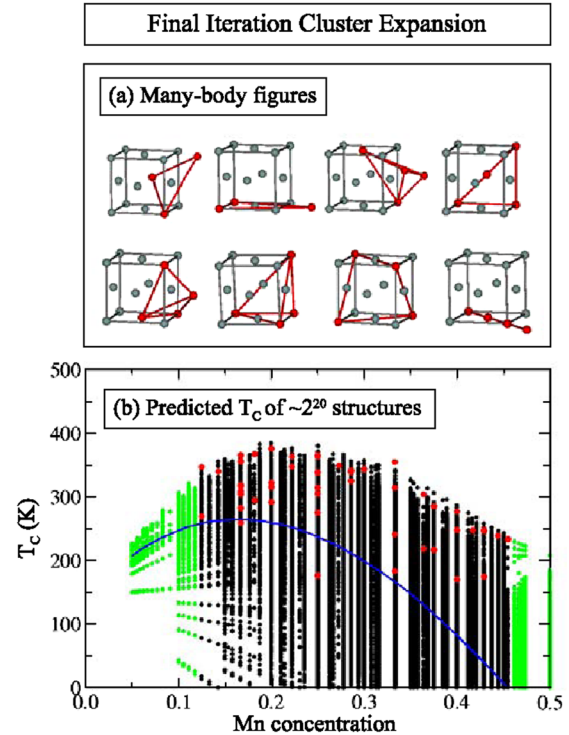 Final Iteration Cluster Expansion
(a) Many-body figures
(b) Predicted T_C of ~2^20 structures
500
400
300
200
100
0
T_C (K)
0.0 0.1 0.2 0.3 0.4 0.5
Mn concentration